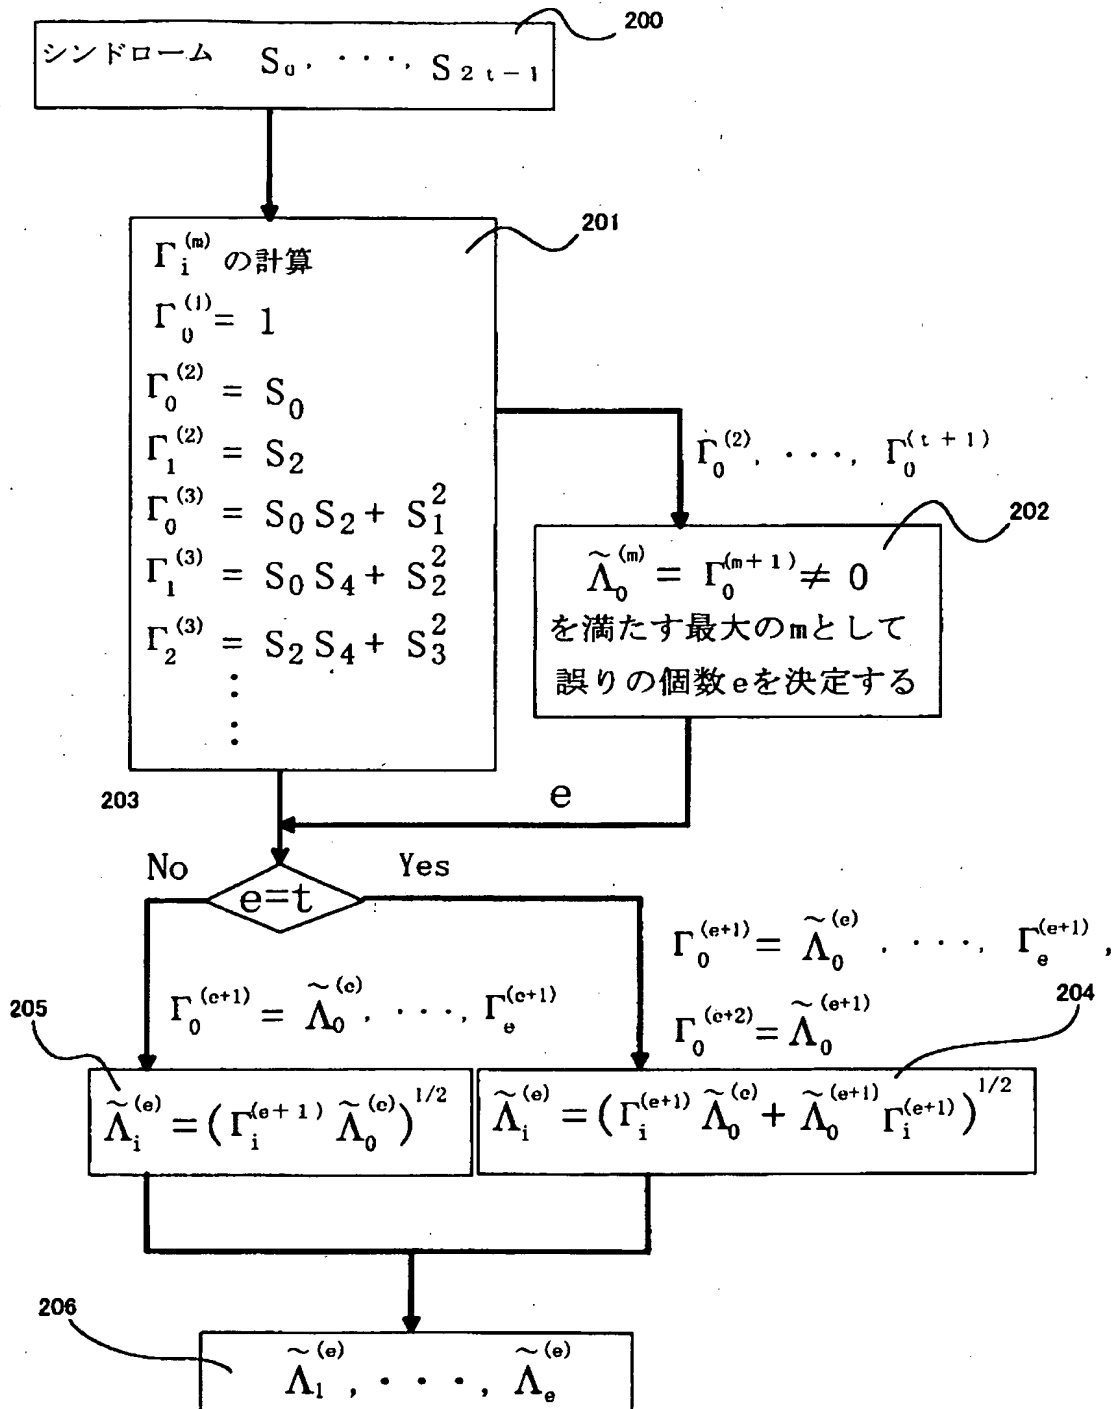 200
シンドローム S₀, ・・・, S₂ₜ₋₁
201
Γᵢ^(m) の計算
Γ₀^(1) = 1
Γ₀^(2) = S₀
Γ₁^(2) = S₂
Γ₀^(3) = S₀S₂ + S₁²
Γ₁^(3) = S₀S₄ + S₂²
Γ₂^(3) = S₂S₄ + S₃²
Γ₀^(2), ・・・, Γ₀^(t+1)
202
Λ̃₀^(m) = Γ₀^(m+1) ≠ 0
を満たす最大のmとして
誤りの個数eを決定する
203
e
No
Yes
e=t
Γ₀^(e+1) = Λ̃₀^(e), ・・・, Γₑ^(e+1),
Γ₀^(e+2) = Λ̃₀^(e+1)
204
205
Γ₀^(e+1) = Λ̃₀^(e), ・・・, Γₑ^(e+1)
Λ̃ᵢ^(e) = (Γᵢ^(e+1) Λ̃₀^(e))^1/2
Λ̃ᵢ^(e) = (Γᵢ^(e+1) Λ̃₀^(e) + Λ̃₀^(e+1) Γᵢ^(e+1))^1/2
206
Λ̃₁^(e), ・・・, Λ̃ₑ^(e)